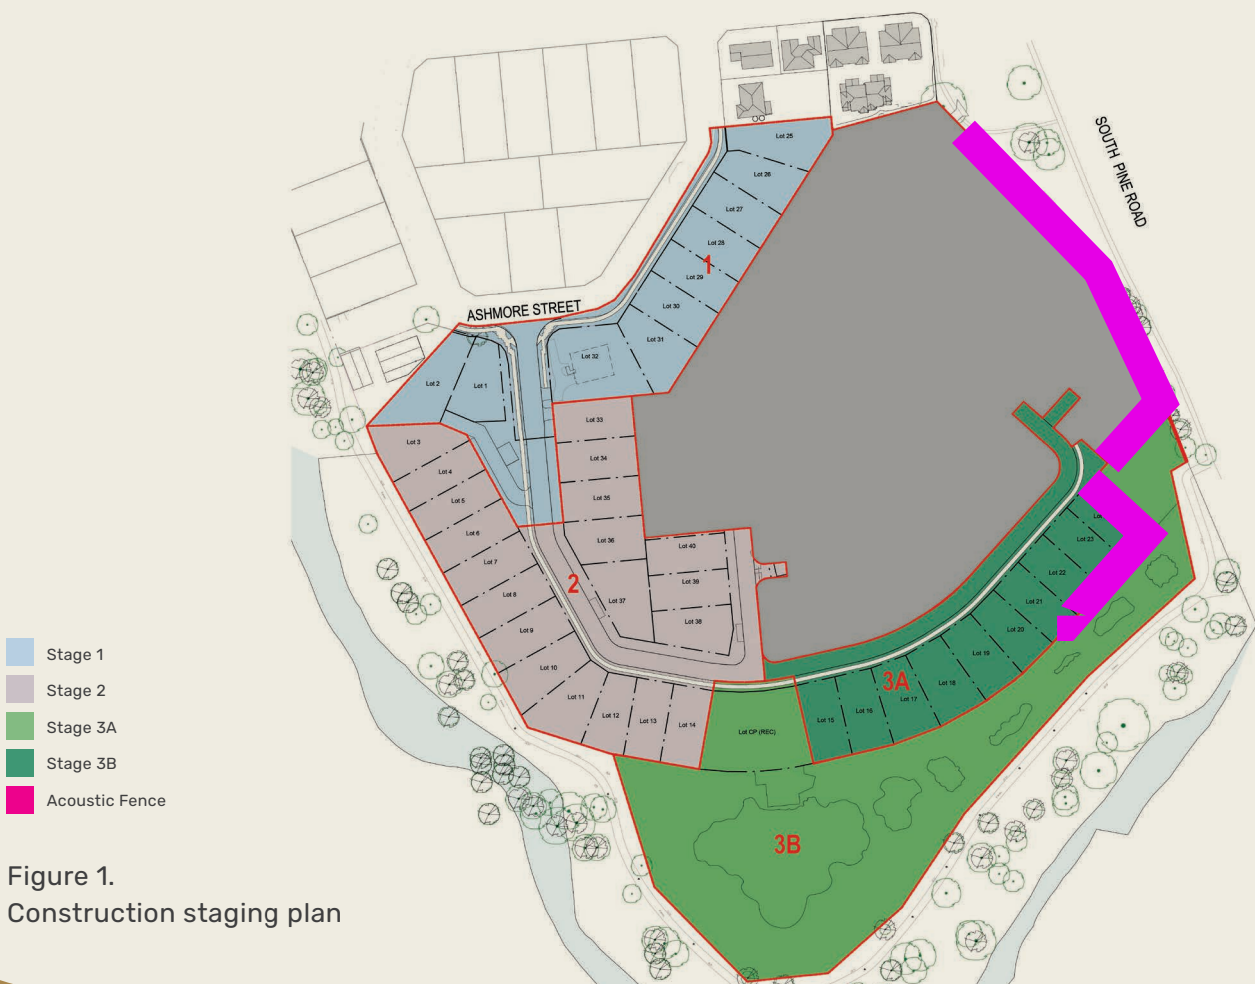 SOUTH PINE ROAD
Lot 25
Lot 26
Lot 27
Lot 28
1
Lot 29
Lot 30
Lot 31
ASHMORE STREET
Lot 32
Lot 2
Lot 1
Lot 33
Lot 3
Lot 34
Lot 4
Lot 35
Lot 5
Lot 6
Lot 36
Lot 40
Lot 7
Lot 39
2
Lot 8
Lot 37
Lot 38
Lot 9
Lot 10
Lot 11
Lot 12
Lot 13
Lot 14
Lot CP (REC)
Lot 15
Lot 16
Lot 17
3A
Lot 18
Lot 19
Lot 20
Lot 21
Lot 22
Lot 23
3B
Stage 1
Stage 2
Stage 3A
Stage 3B
Acoustic Fence
Figure 1.
Construction staging plan